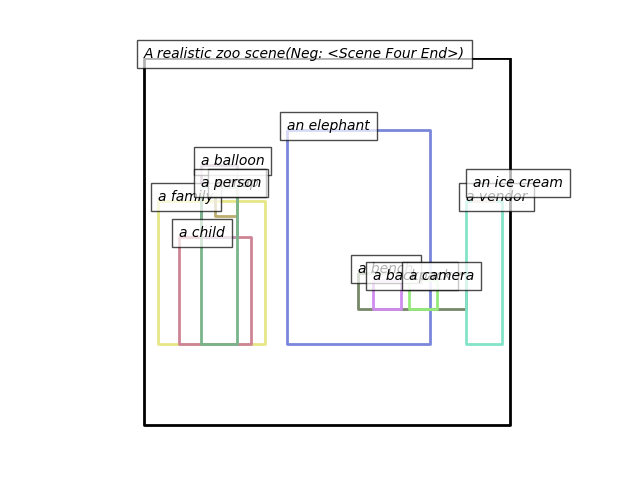 A realistic zoo scene(Neg: <Scene Four End>)
an elephant
a balloon
a person
an ice cream
a family
a vendor
a child
a bench
a backpack
a camera